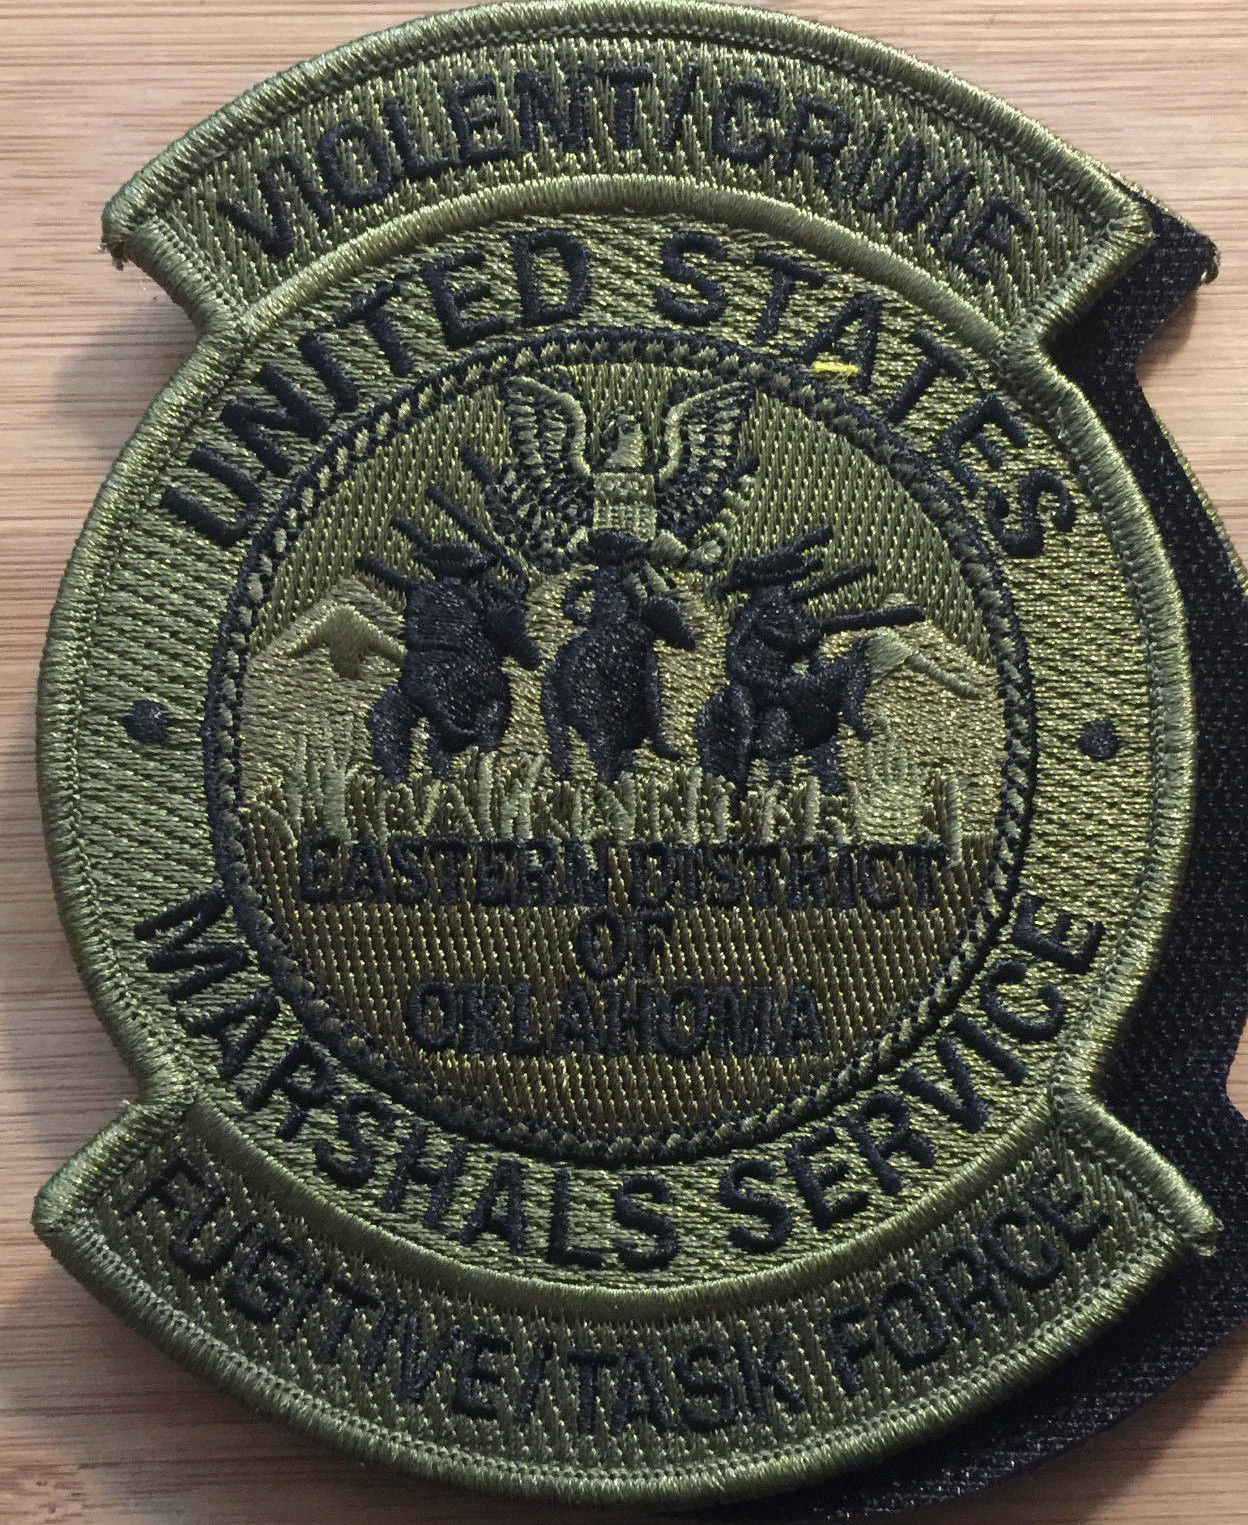 VIOLENT/CRIME
UNITED STATES
EASTERN DISTRICT
OF
OKLAHOMA
MARSHALS SERVICE
FUGITIVE/TASK FORCE